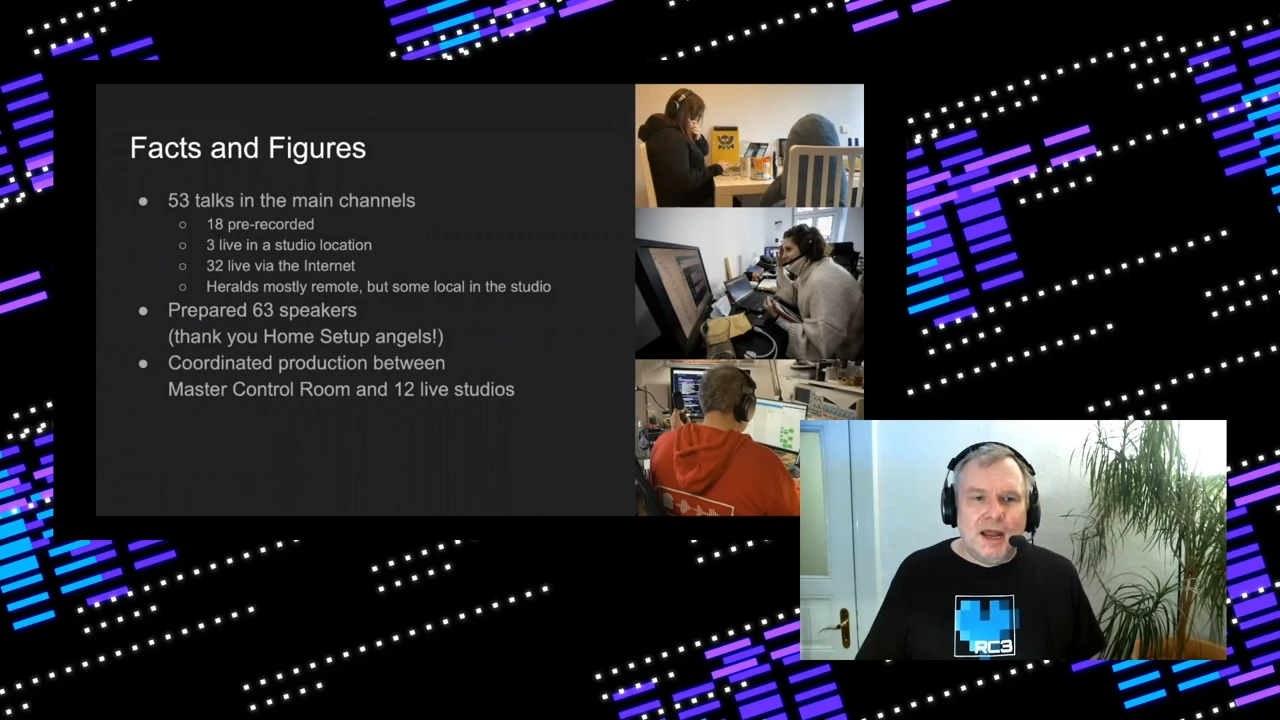 Facts and Figures
● 53 talks in the main channels
○ 18 pre-recorded
○ 3 live in a studio location
○ 32 live via the Internet
○ Heralds mostly remote, but some local in the studio
● Prepared 63 speakers
(thank you Home Setup angels!)
● Coordinated production between
Master Control Room and 12 live studios
RC3